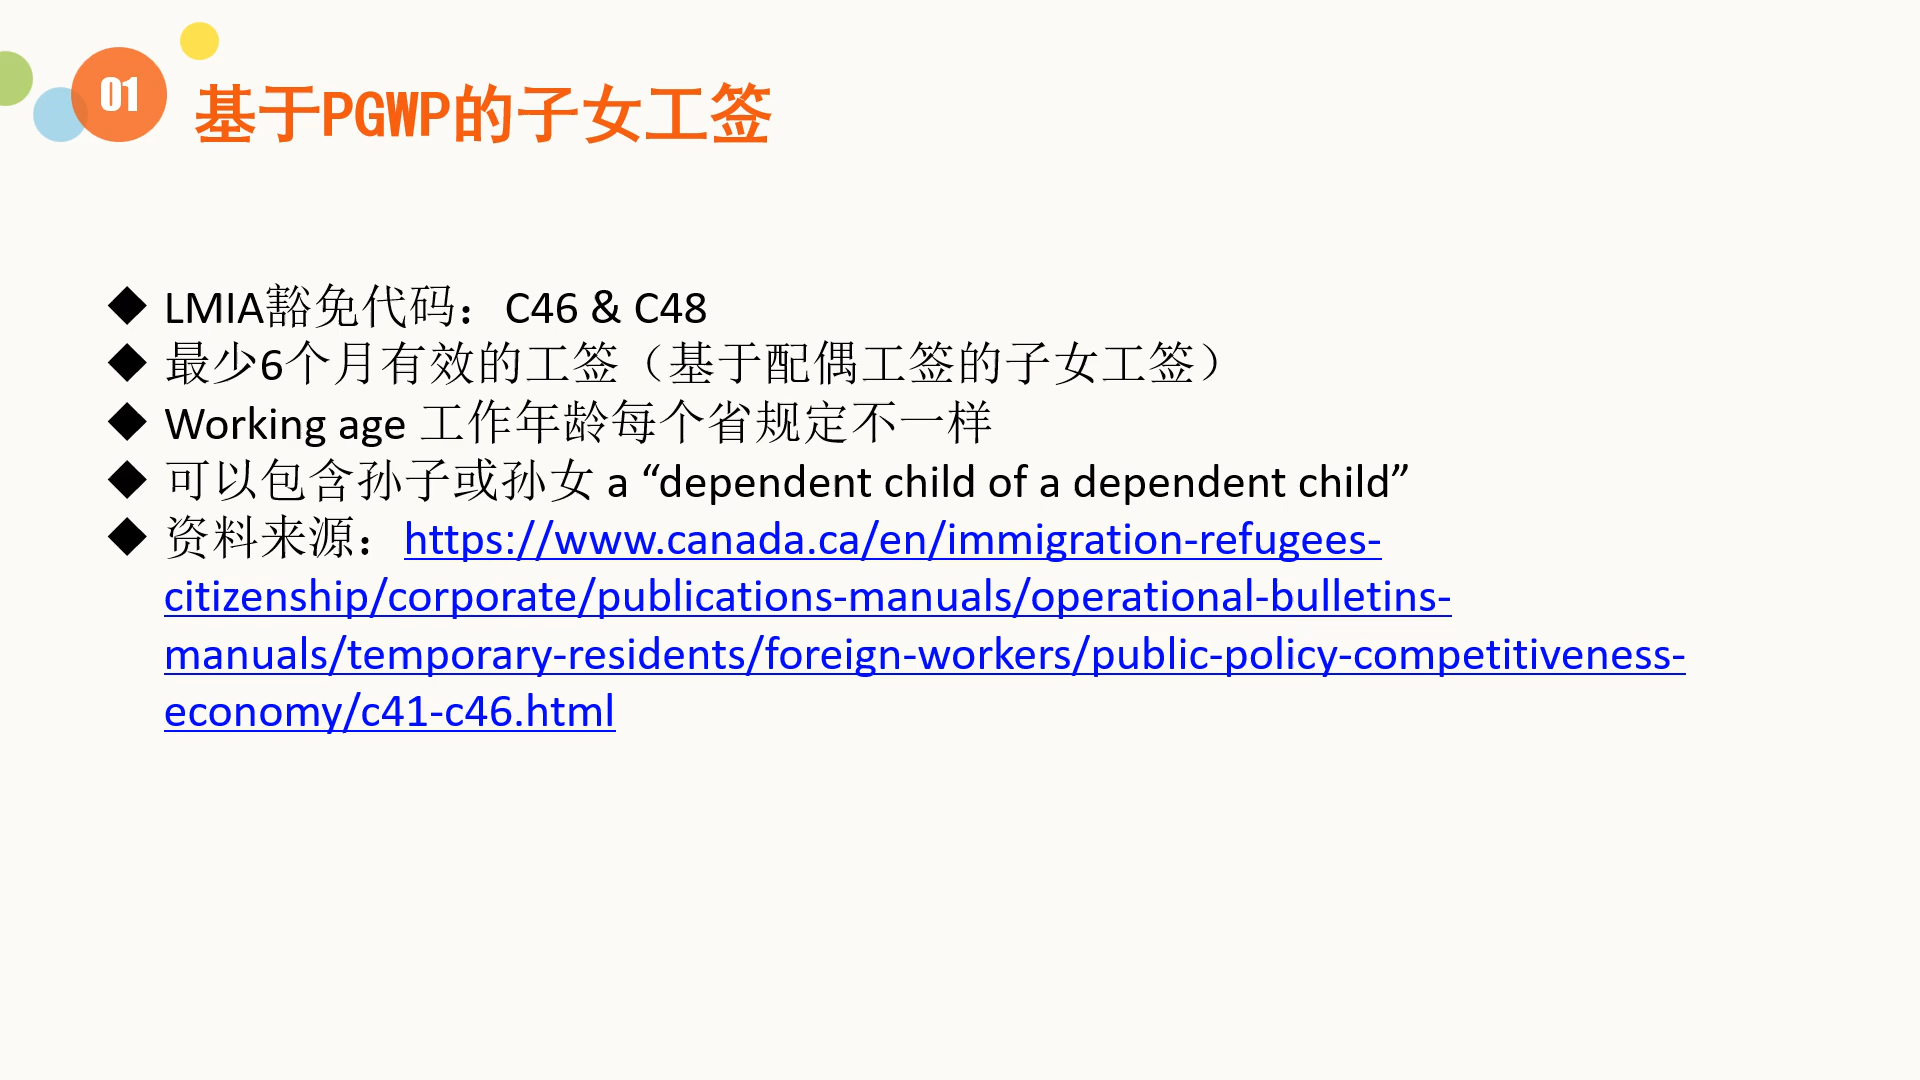 01
基于PGWP的子女工签
◆ LMIA豁免代码：C46 & C48
◆ 最少6个月有效的工签（基于配偶工签的子女工签）
◆ Working age 工作年龄每个省规定不一样
◆ 可以包含孙子或孙女 a “dependent child of a dependent child”
◆ 资料来源：https://www.canada.ca/en/immigration-refugees-
citizenship/corporate/publications-manuals/operational-bulletins-
manuals/temporary-residents/foreign-workers/public-policy-competitiveness-
economy/c41-c46.html